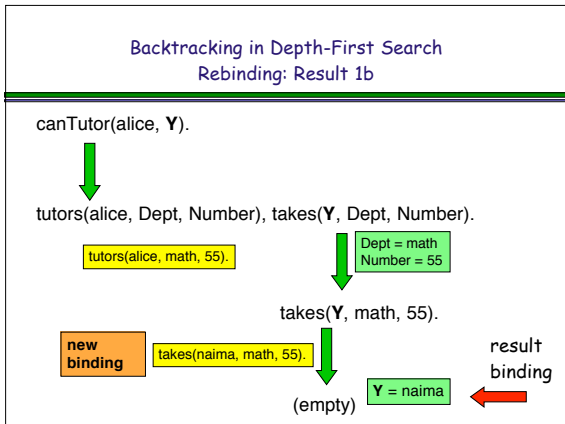 Backtracking in Depth-First Search
Rebinding: Result 1b
canTutor(alice, Y).
tutors(alice, Dept, Number), takes(Y, Dept, Number).
tutors(alice, math, 55).
Dept = math
Number = 55
takes(Y, math, 55).
new
binding
takes(naima, math, 55).
result
binding
(empty)
Y = naima